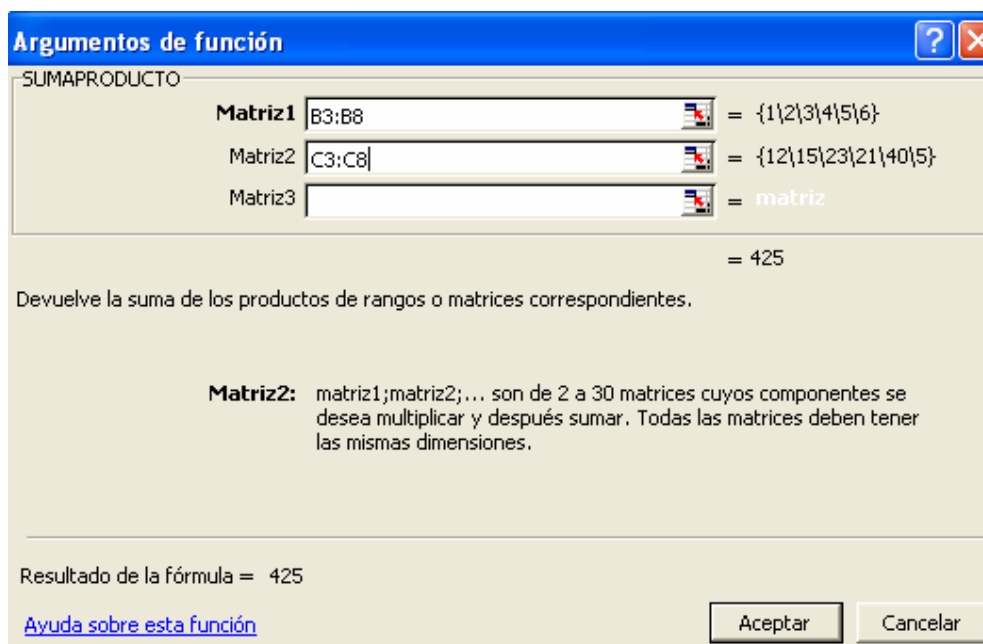 Argumentos de función
SUMAPRODUCTO
Matriz1 B3:B8 = {1\2\3\4\5\6}
Matriz2 C3:C8 = {12\15\23\21\40\5}
Matriz3 = matriz
= 425
Devuelve la suma de los productos de rangos o matrices correspondientes.
Matriz2: matriz1;matriz2;... son de 2 a 30 matrices cuyos componentes se
desea multiplicar y después sumar. Todas las matrices deben tener
las mismas dimensiones.
Resultado de la fórmula = 425
Ayuda sobre esta función Aceptar Cancelar